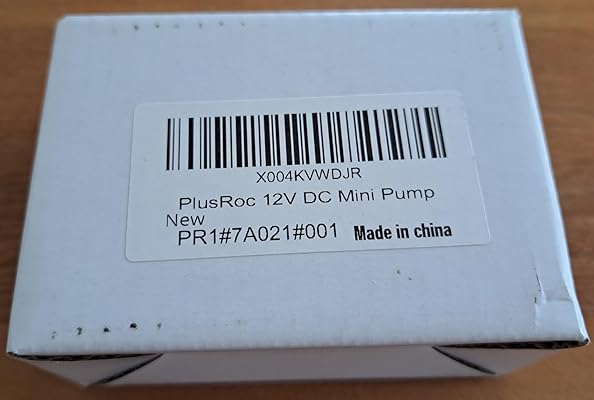 X004KVWDJR
PlusRoc 12V DC Mini Pump
New
PR1#7A021#001 Made in china